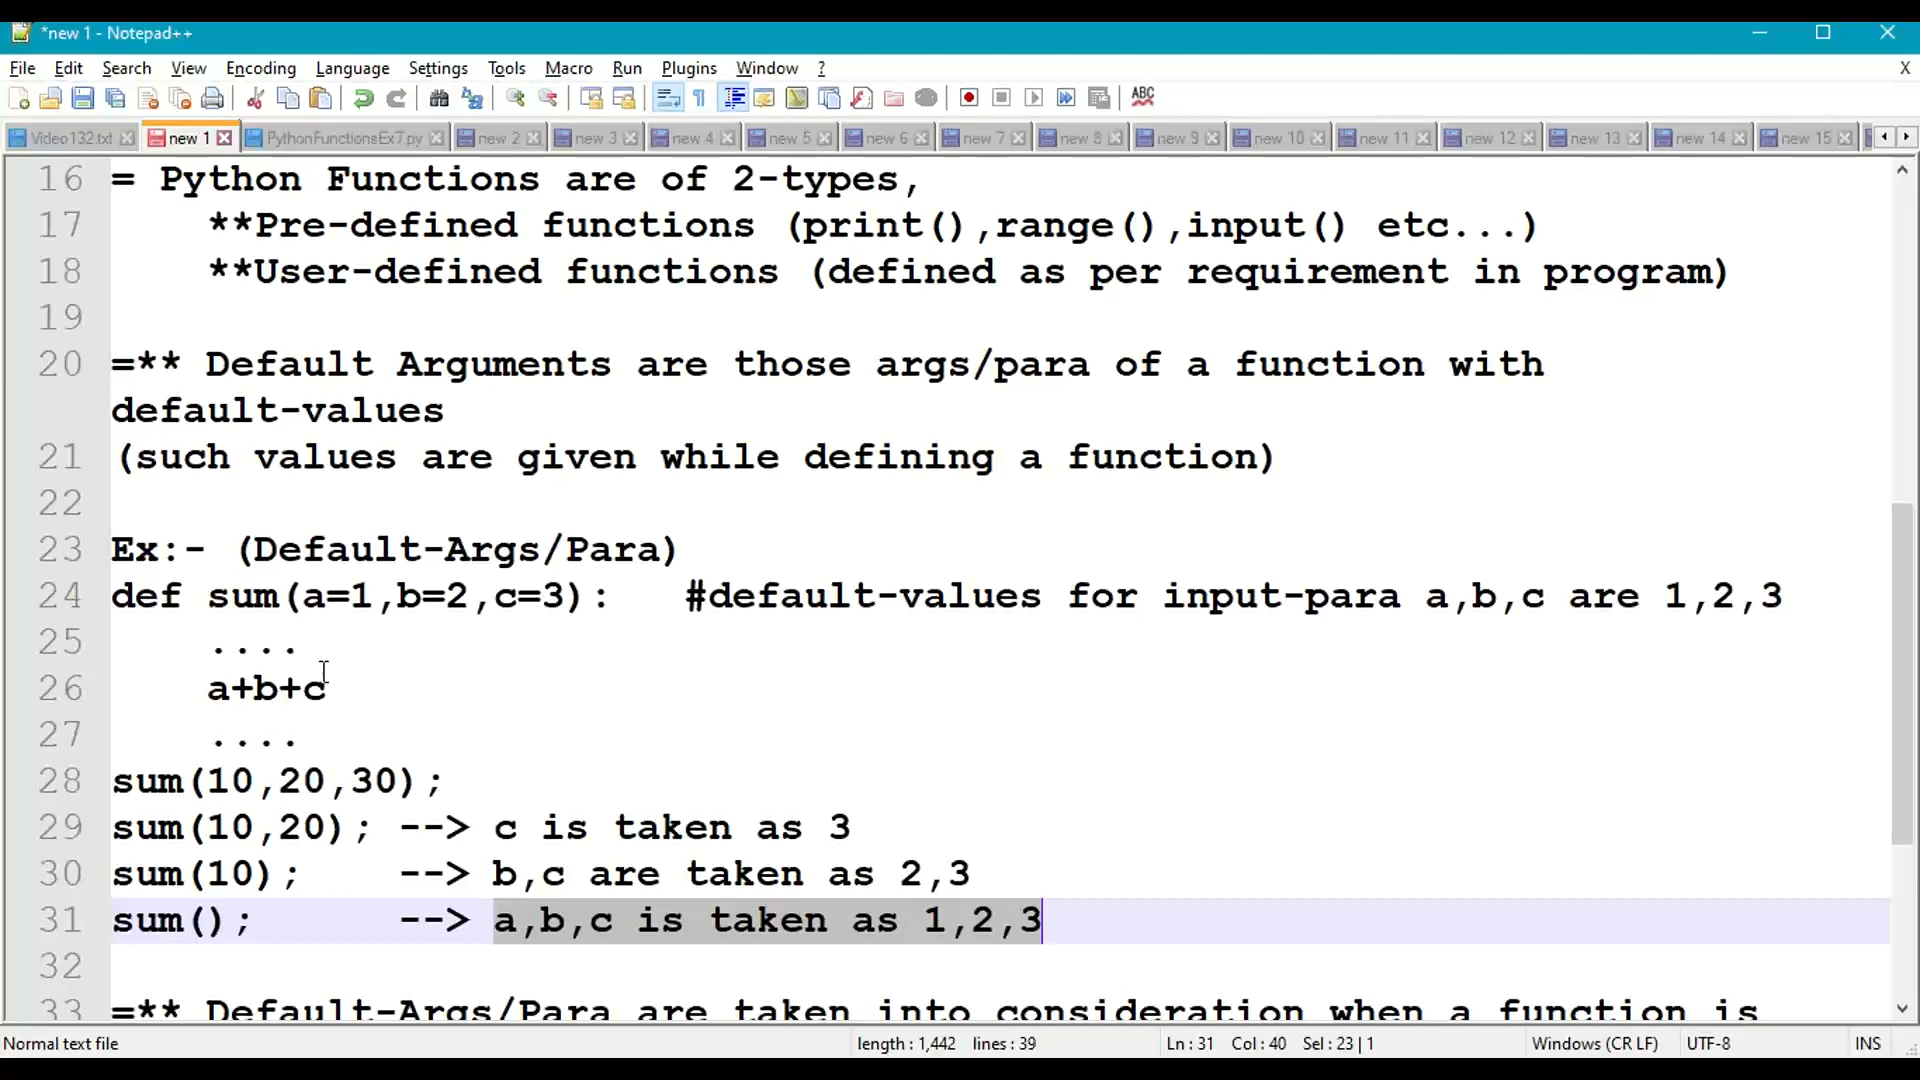 *new 1 - Notepad++
File Edit Search View Encoding Language Settings Tools Macro Run Plugins Window ? X
ABC
Video132.txt new 1 PythonFunctionsEx7.py new 2 new 3 new 4 new 5 new 6 new 7 new 8 new 9 new 10 new 11 new 12 new 13 new 14 new 15
16 = Python Functions are of 2-types,
17 **Pre-defined functions (print(),range(),input() etc...)
18 **User-defined functions (defined as per requirement in program)
19
20 =** Default Arguments are those args/para of a function with
default-values
21 (such values are given while defining a function)
22
23 Ex:- (Default-Args/Para)
24 def sum(a=1,b=2,c=3): #default-values for input-para a,b,c are 1,2,3
25 ....
26 a+b+c
27 ....
28 sum(10,20,30);
29 sum(10,20); --> c is taken as 3
30 sum(10); --> b,c are taken as 2,3
31 sum(); --> a,b,c is taken as 1,2,3
32
33 =** Default-Args/Para are taken into consideration when a function is
Normal text file length : 1,442 lines : 39 Ln : 31 Col : 40 Sel : 23 | 1 Windows (CR LF) UTF-8 INS